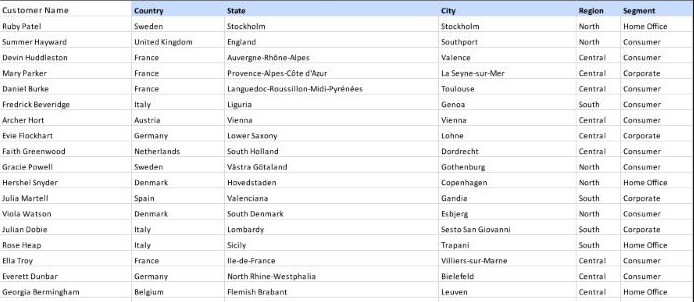 Customer Name Country State City Region Segment
Ruby Patel Sweden Stockholm Stockholm North Home Office
Summer Hayward United Kingdom England Southport North Consumer
Devin Huddleston France Auvergne-Rhône-Alpes Valence Central Consumer
Mary Parker France Provence-Alpes-Côte d'Azur La Seyne-sur-Mer Central Corporate
Daniel Burke France Languedoc-Roussillon-Midi-Pyrénées Toulouse Central Consumer
Fredrick Beveridge Italy Liguria Genoa South Consumer
Archer Hort Austria Vienna Vienna Central Consumer
Evie Flockhart Germany Lower Saxony Lohne Central Corporate
Faith Greenwood Netherlands South Holland Dordrecht Central Consumer
Gracie Powell Sweden Västra Götaland Gothenburg North Consumer
Hershel Snyder Denmark Hovedstaden Copenhagen North Home Office
Julia Martell Spain Valenciana Gandia South Corporate
Viola Watson Denmark South Denmark Esbjerg North Consumer
Julian Dobie Italy Lombardy Sesto San Giovanni South Corporate
Rose Heap Italy Sicily Trapani South Home Office
Ella Troy France Ile-de-France Villiers-sur-Marne Central Consumer
Everett Dunbar Germany North Rhine-Westphalia Bielefeld Central Consumer
Georgia Bermingham Belgium Flemish Brabant Leuven Central Home Office